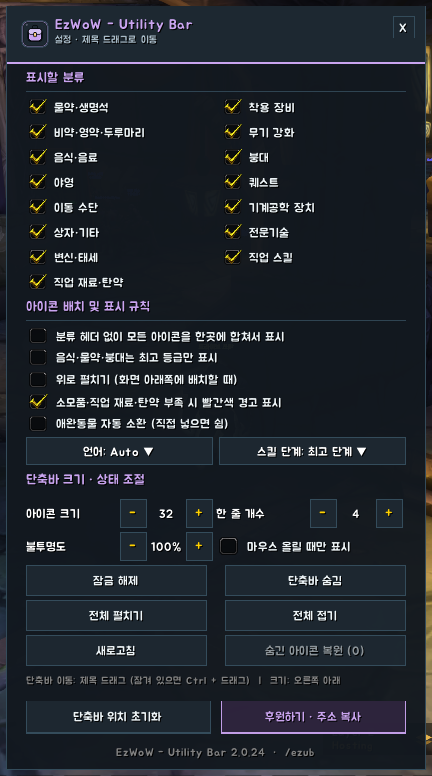 EzWoW - Utility Bar
설정 · 제목 드래그로 이동
X
표시할 분류
물약·생명석
착용 장비
비약·영약·두루마리
무기 강화
음식·음료
붕대
야영
퀘스트
이동 수단
기계공학 장치
상자·기타
전문기술
변신·태세
직업 스킬
직업 재료·탄약
아이콘 배치 및 표시 규칙
분류 헤더 없이 모든 아이콘을 한곳에 합쳐서 표시
음식·물약·붕대는 최고 등급만 표시
위로 펼치기 (화면 아래쪽에 배치할 때)
소모품·직업 재료·탄약 부족 시 빨간색 경고 표시
애완동물 자동 소환 (직접 넣으면 쉼)
언어: Auto ▼
스킬 단계: 최고 단계 ▼
단축바 크기 · 상태 조절
아이콘 크기 - 32 + 한 줄 개수 - 4 +
불투명도 - 100% + 마우스 올릴 때만 표시
잠금 해제
단축바 숨김
전체 펼치기
전체 접기
새로고침
숨긴 아이콘 복원 (0)
단축바 이동: 제목 드래그 (잠겨 있으면 Ctrl + 드래그) | 크기: 오른쪽 아래
단축바 위치 초기화
후원하기 · 주소 복사
EzWoW - Utility Bar 2.0.24 · /ezub